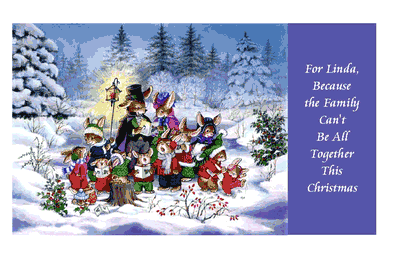 For Linda,
Because
the Family
Can't
Be All
Together
This
Christmas